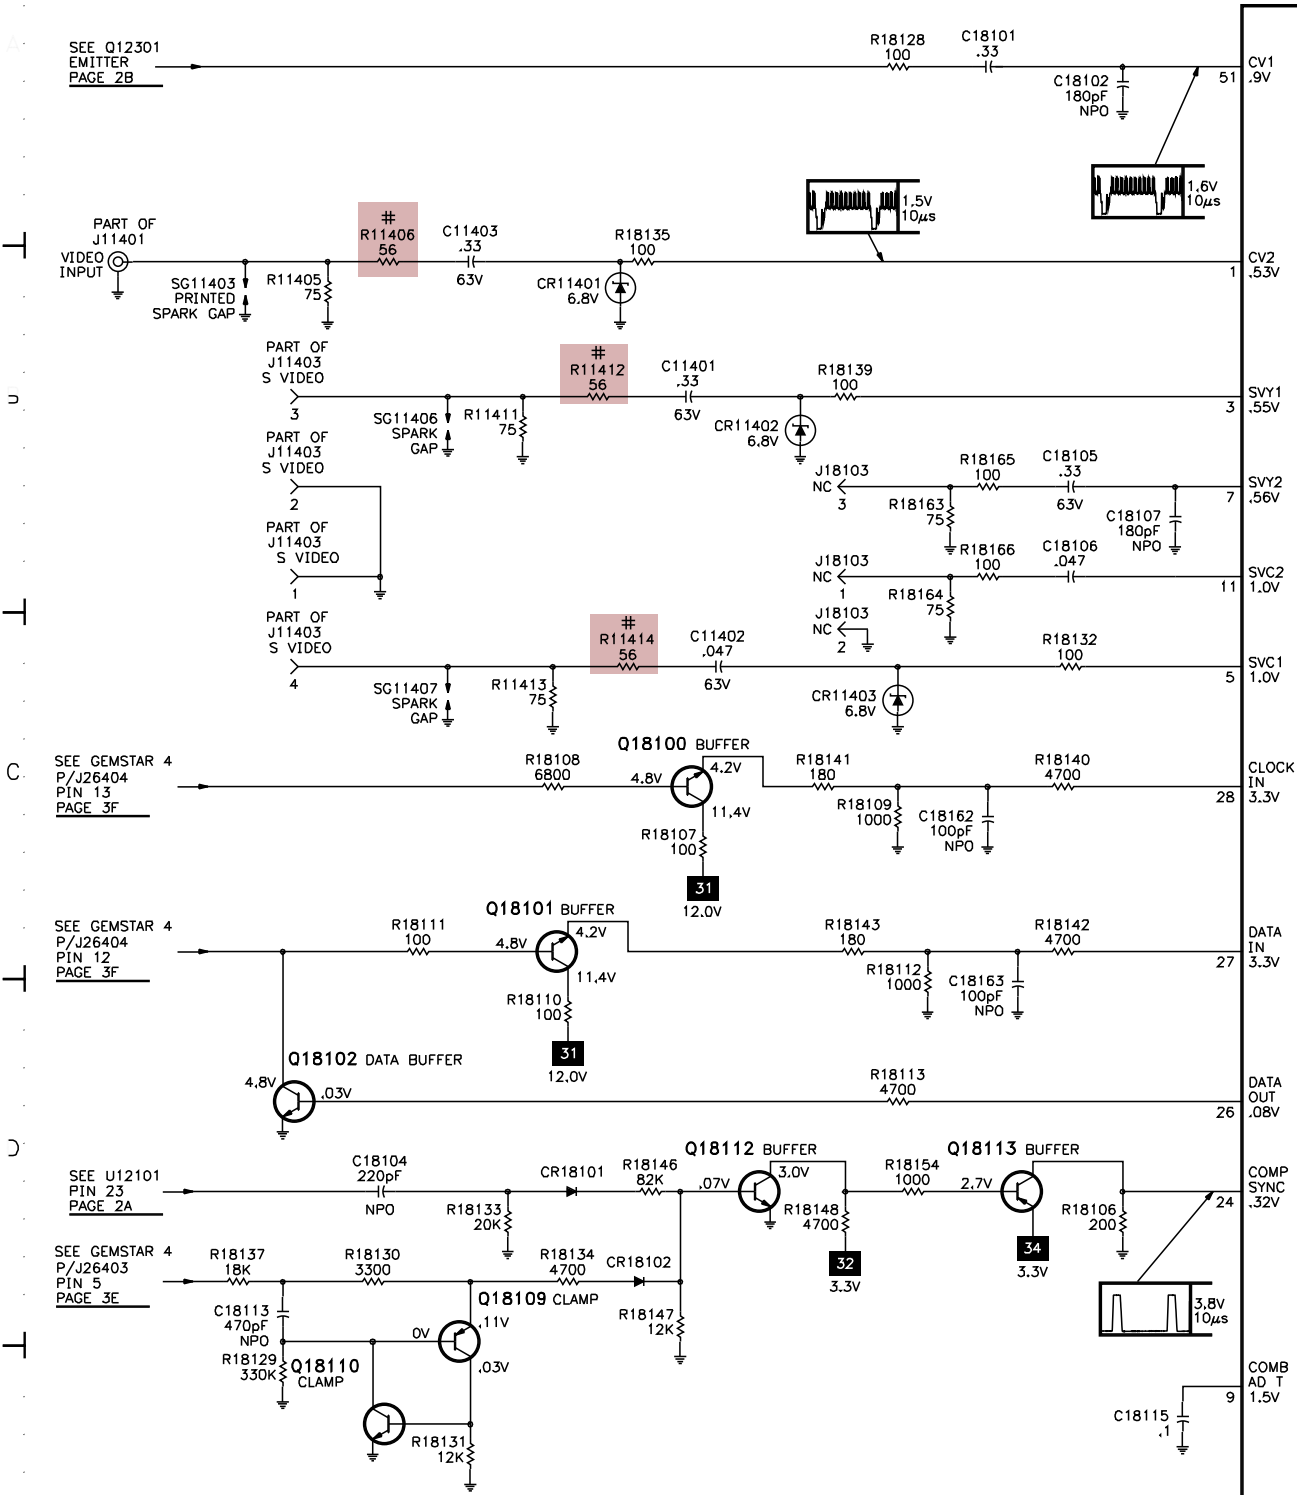 SEE Q12301
EMITTER
PAGE 2B
R18128
100
C18101
.33
C18102
180pF
NPO
51
CV1
.9V
1.6V
10µs
1.5V
10µs
PART OF
J11401
VIDEO
INPUT
SG11403
PRINTED
SPARK GAP
R11405
75
#
R11406
56
C11403
.33
63V
R18135
100
CR11401
6.8V
1
CV2
.53V
PART OF
J11403
S VIDEO
3
SG11406
SPARK
GAP
R11411
75
#
R11412
56
C11401
.33
63V
CR11402
6.8V
R18139
100
3
SVY1
.55V
B
PART OF
J11403
S VIDEO
2
J18103
NC
3
R18163
75
R18165
100
C18105
.33
63V
C18107
180pF
NPO
7
SVY2
.56V
PART OF
J11403
S VIDEO
1
J18103
NC
1
R18164
75
R18166
100
C18106
.047
11
SVC2
1.0V
J18103
NC
2
PART OF
J11403
S VIDEO
4
SG11407
SPARK
GAP
R11413
75
#
R11414
56
C11402
.047
63V
CR11403
6.8V
R18132
100
5
SVC1
1.0V
C
SEE GEMSTAR 4
P/J26404
PIN 13
PAGE 3F
R18108
6800
Q18100 BUFFER
4.8V
4.2V
11.4V
R18107
100
31
12.0V
R18141
180
R18109
1000
C18162
100pF
NPO
R18140
4700
28
CLOCK
IN
3.3V
SEE GEMSTAR 4
P/J26404
PIN 12
PAGE 3F
R18111
100
Q18101 BUFFER
4.8V
4.2V
11.4V
R18110
100
31
12.0V
R18143
180
R18112
1000
C18163
100pF
NPO
R18142
4700
27
DATA
IN
3.3V
Q18102 DATA BUFFER
4.8V
.03V
R18113
4700
26
DATA
OUT
.08V
D
SEE U12101
PIN 23
PAGE 2A
C18104
220pF
NPO
R18133
20K
CR18101
R18146
82K
Q18112 BUFFER
.07V
3.0V
R18148
4700
32
3.3V
R18154
1000
Q18113 BUFFER
2.7V
34
3.3V
R18106
200
24
COMP
SYNC
.32V
3.8V
10µs
SEE GEMSTAR 4
P/J26403
PIN 5
PAGE 3E
R18137
18K
R18130
3300
R18134
4700
CR18102
C18113
470pF
NPO
R18129
330K
Q18109 CLAMP
0V
.11V
.03V
R18147
12K
Q18110
CLAMP
R18131
12K
C18115
.1
9
COMB
AD T
1.5V